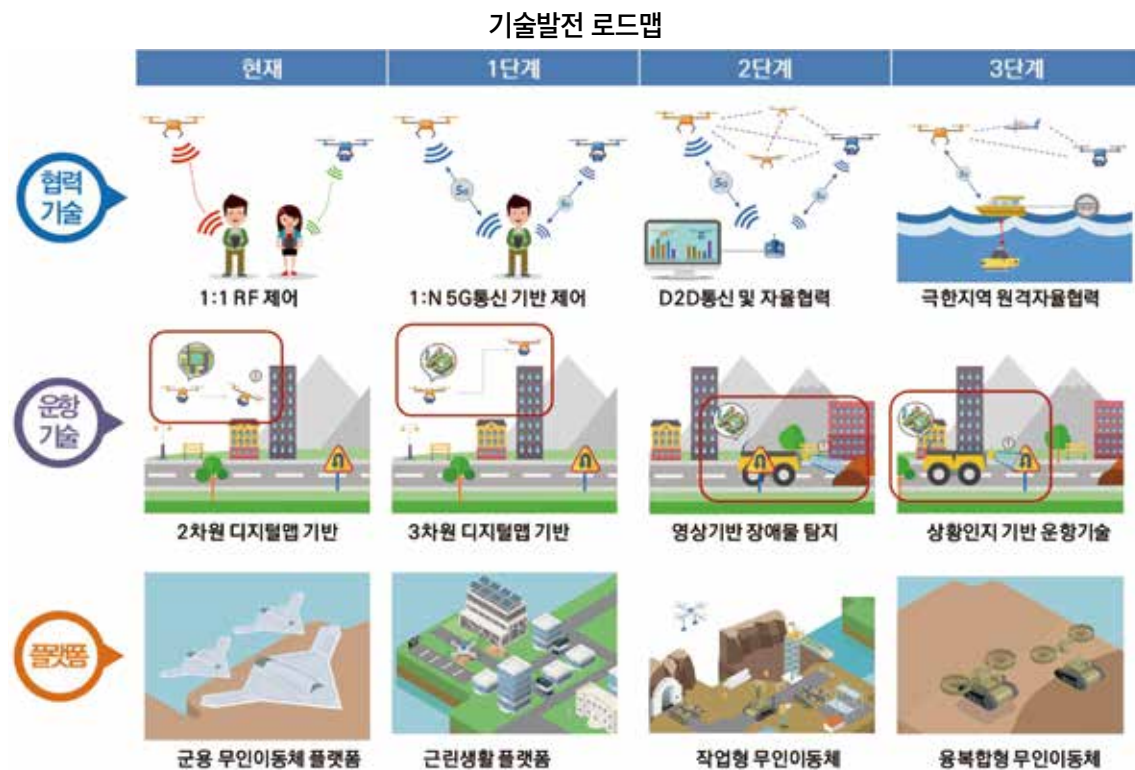 기술발전 로드맵
현재
1단계
2단계
3단계
협력
기술
5G
5G
5G
1:1 RF 제어
1:N 5G통신 기반 제어
D2D통신 및 자율협력
극한지역 원격자율협력
운항
기술
2차원 디지털맵 기반
3차원 디지털맵 기반
영상기반 장애물 탐지
상황인지 기반 운항기술
플랫폼
군용 무인이동체 플랫폼
근린생활 플랫폼
작업형 무인이동체
융복합형 무인이동체